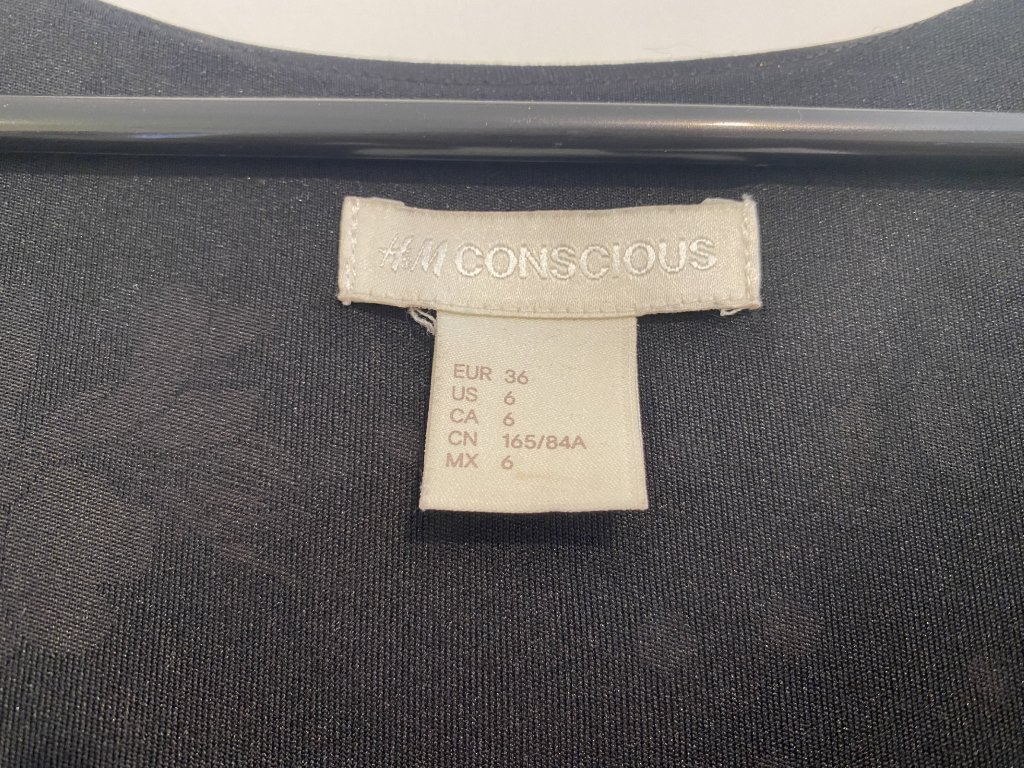 H&M CONSCIOUS
EUR 36
US 6
CA 6
CN 165/84A
MX 6